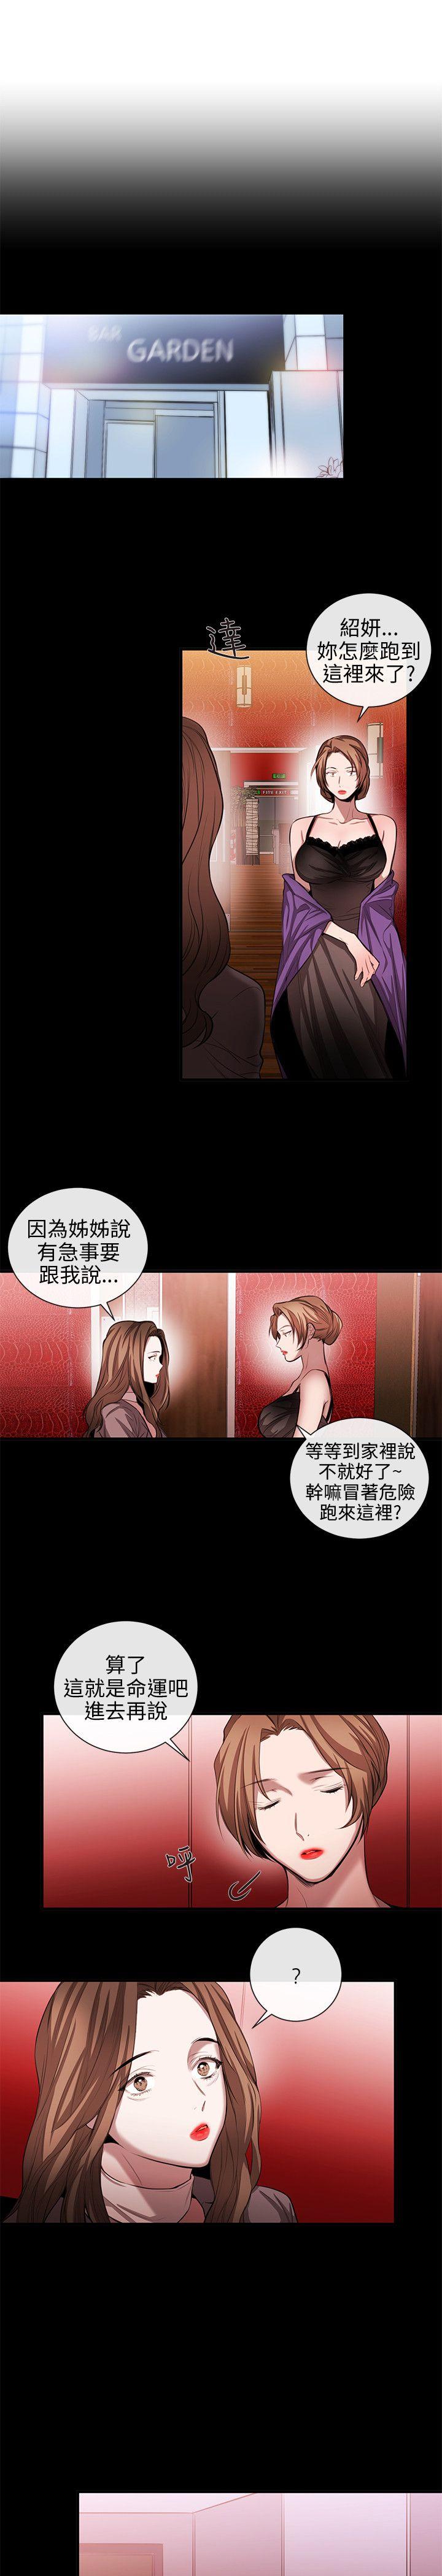 BAR
GARDEN
達
紹妍...
妳怎麼跑到
這裡來了?
因為姊姊說
有急事要
跟我說...
等等到家裡說
不就好了~
幹嘛冒著危險
跑來這裡?
算了
這就是命運吧
進去再說
呼
?